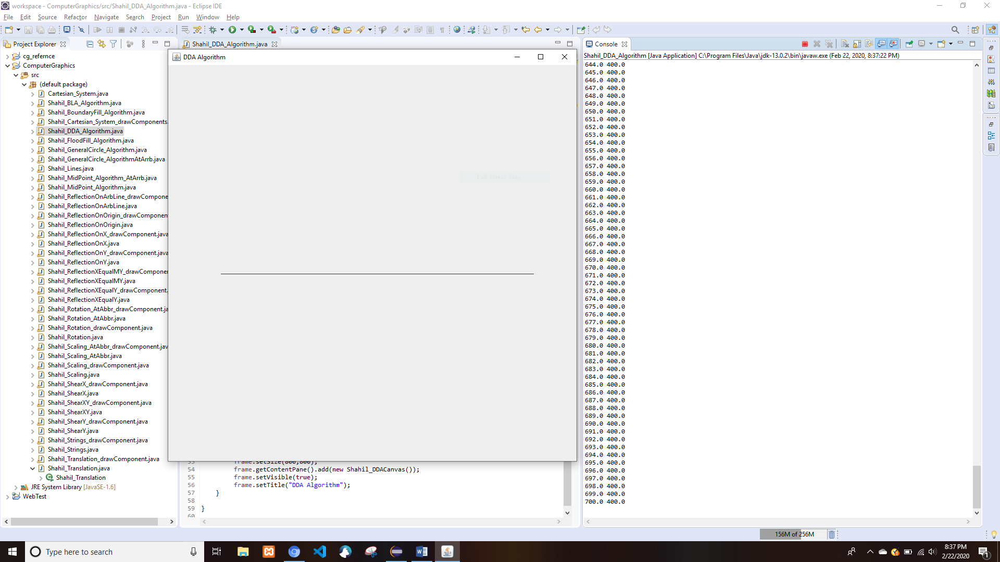 workspace - ComputerGraphics/src/Shahil_DDA_Algorithm.java - Eclipse IDE
File Edit Source Refactor Navigate Search Project Run Window Help
Project Explorer
cg_refernce
ComputerGraphics
src
(default package)
Cartesian_System.java
Shahil_BLA_Algorithm.java
Shahil_BoundaryFill_Algorithm.java
Shahil_Cartesian_System_drawComponents.
Shahil_DDA_Algorithm.java
Shahil_FloodFill_Algorithm.java
Shahil_GeneralCircle_Algorithm.java
Shahil_GeneralCircle_AlgorithmAtArrb.java
Shahil_Lines.java
Shahil_MidPoint_Algorithm_AtArrb.java
Shahil_MidPoint_Algorithm.java
Shahil_ReflectionOnArbLine_drawCompone
Shahil_ReflectionOnArbLine.java
Shahil_ReflectionOnOrigin_drawComponen
Shahil_ReflectionOnOrigin.java
Shahil_ReflectionOnX_drawComponent.java
Shahil_ReflectionOnX.java
Shahil_ReflectionOnY_drawComponent.java
Shahil_ReflectionOnY.java
Shahil_ReflectionXEqualMY_drawComponer
Shahil_ReflectionXEqualMY.java
Shahil_ReflectionXEqualY_drawComponent.
Shahil_ReflectionXEqualY.java
Shahil_Rotation_AtAbbr_drawComponent.ja
Shahil_Rotation_AtAbbr.java
Shahil_Rotation_drawComponent.java
Shahil_Rotation.java
Shahil_Scaling_AtAbbr_drawComponent.jav
Shahil_Scaling_AtAbbr.java
Shahil_Scaling_drawComponent.java
Shahil_Scaling.java
Shahil_ShearX_drawComponent.java
Shahil_ShearX.java
Shahil_ShearXY_drawComponent.java
Shahil_ShearXY.java
Shahil_ShearY_drawComponent.java
Shahil_ShearY.java
Shahil_Strings_drawComponent.java
Shahil_Strings.java
Shahil_Translation_drawComponent.java
Shahil_Translation.java
Shahil_Translation
JRE System Library [JavaSE-1.6]
WebTest
Shahil_DDA_Algorithm.java
DDA Algorithm
53 frame.setSize(800,800);
54 frame.getContentPane().add(new Shahil_DDACanvas());
55 frame.setVisible(true);
56 frame.setTitle("DDA Algorithm");
57 }
58
59 }
60
Console
Shahil_DDA_Algorithm [Java Application] C:\Program Files\Java\jdk-13.0.2\bin\javaw.exe (Feb 22, 2020, 8:37:22 PM)
644.0 400.0
645.0 400.0
646.0 400.0
647.0 400.0
648.0 400.0
649.0 400.0
650.0 400.0
651.0 400.0
652.0 400.0
653.0 400.0
654.0 400.0
655.0 400.0
656.0 400.0
657.0 400.0
658.0 400.0
659.0 400.0
660.0 400.0
661.0 400.0
662.0 400.0
663.0 400.0
664.0 400.0
665.0 400.0
666.0 400.0
667.0 400.0
668.0 400.0
669.0 400.0
670.0 400.0
671.0 400.0
672.0 400.0
673.0 400.0
674.0 400.0
675.0 400.0
676.0 400.0
677.0 400.0
678.0 400.0
679.0 400.0
680.0 400.0
681.0 400.0
682.0 400.0
683.0 400.0
684.0 400.0
685.0 400.0
686.0 400.0
687.0 400.0
688.0 400.0
689.0 400.0
690.0 400.0
691.0 400.0
692.0 400.0
693.0 400.0
694.0 400.0
695.0 400.0
696.0 400.0
697.0 400.0
698.0 400.0
699.0 400.0
700.0 400.0
156M of 256M
Type here to search
8:37 PM
2/22/2020
1